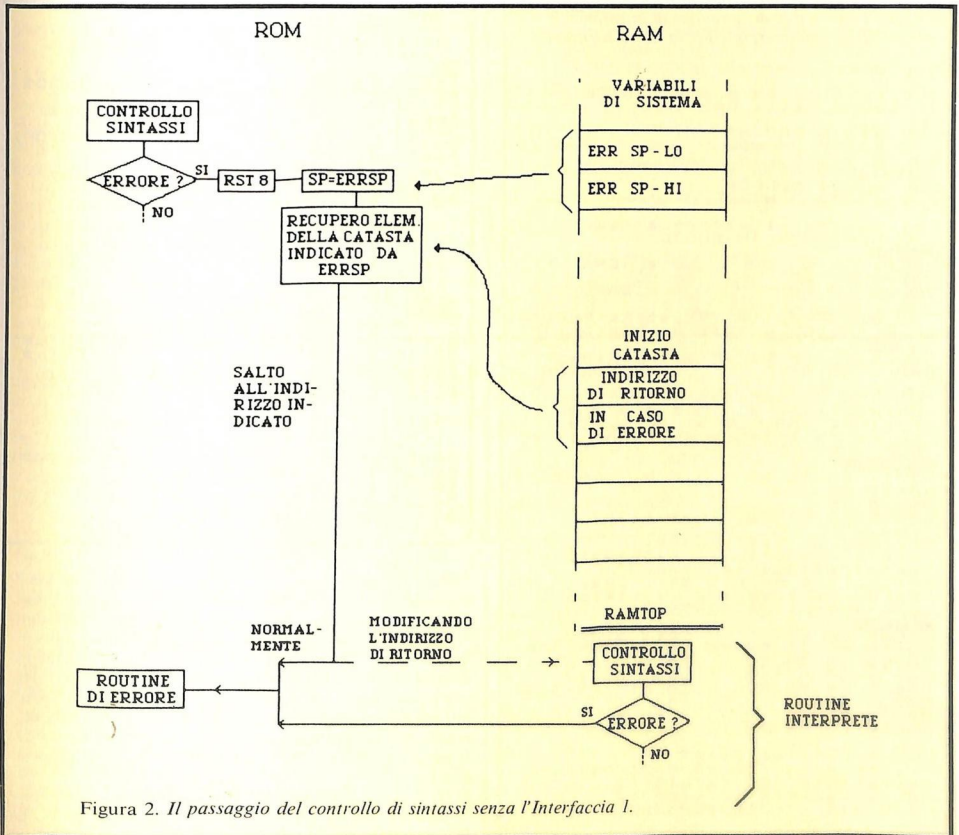 ROM
RAM
CONTROLLO
SINTASSI
ERRORE ?
SI
NO
RST 8
SP=ERRSP
RECUPERO ELEM.
DELLA CATASTA
INDICATO DA
ERRSP
VARIABILI
DI SISTEMA
ERR SP-LO
ERR SP-HI
SALTO
ALL'INDI-
RIZZO IN-
DICATO
INIZIO
CATASTA
INDIRIZZO
DI RITORNO
IN CASO
DI ERRORE
RAMTOP
NORMAL-
MENTE
MODIFICANDO
L'INDIRIZZO
DI RITORNO
ROUTINE
DI ERRORE
CONTROLLO
SINTASSI
SI
ERRORE ?
NO
ROUTINE
INTERPRETE
Figura 2. Il passaggio del controllo di sintassi senza l'Interfaccia 1.